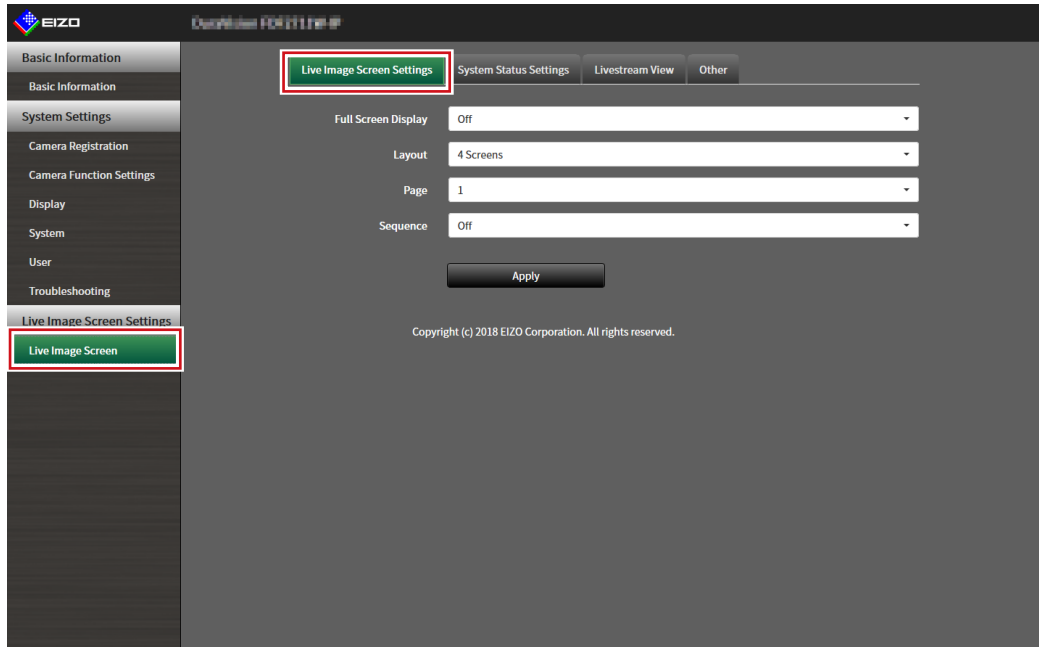 EIZO
Basic Information
Basic Information
System Settings
Camera Registration
Camera Function Settings
Display
System
User
Troubleshooting
Live Image Screen Settings
Live Image Screen
Live Image Screen Settings System Status Settings Livestream View Other
Full Screen Display Off
Layout 4 Screens
Page 1
Sequence Off
Apply
Copyright (c) 2018 EIZO Corporation. All rights reserved.